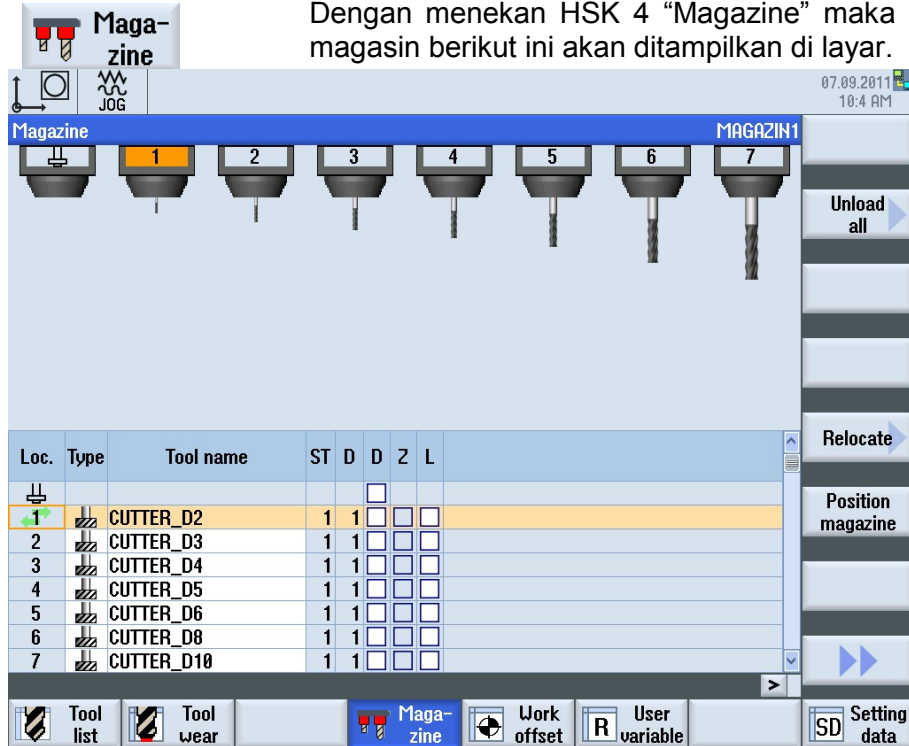 Maga-
zine
Dengan menekan HSK 4 “Magazine” maka
magasin berikut ini akan ditampilkan di layar.
JOG
07.09.2011
10:4 AM
Magazine MAGAZIN1
1 2 3 4 5 6 7
Unload
all
Relocate
Position
magazine
Loc. Type Tool name ST D D Z L
1 CUTTER_D2 1 1
2 CUTTER_D3 1 1
3 CUTTER_D4 1 1
4 CUTTER_D5 1 1
5 CUTTER_D6 1 1
6 CUTTER_D8 1 1
7 CUTTER_D10 1 1
>
Tool
list
Tool
wear
Maga-
zine
Work
offset
R User
variable
SD Setting
data